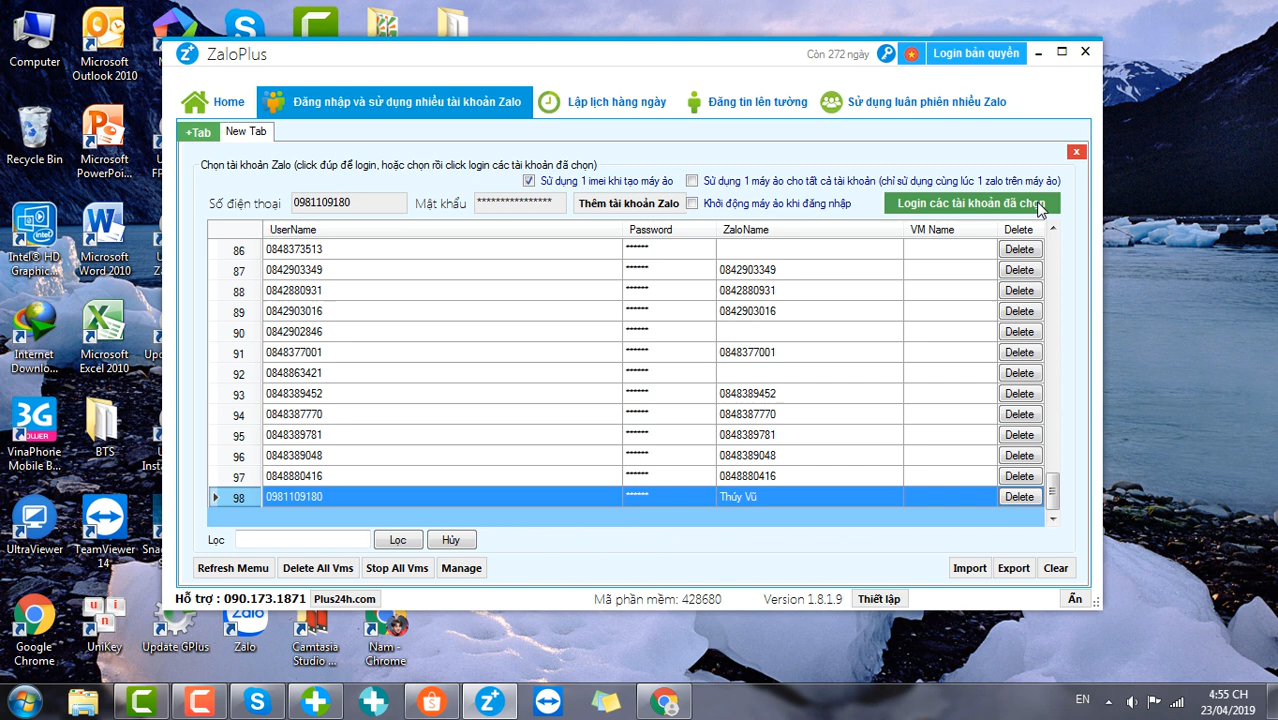 Computer
Microsoft
Outlook 2010
ZaloPlus
Còn 272 ngày
Login bản quyền
Home
Đăng nhập và sử dụng nhiều tài khoản Zalo
Lập lịch hàng ngày
Đăng tin lên tường
Sử dụng luân phiên nhiều Zalo
+Tab
New Tab
x
Recycle Bin
Microsoft
PowerPoi...
Chọn tài khoản Zalo (click đúp để login, hoặc chọn rồi click login các tài khoản đã chọn)
Sử dụng 1 imei khi tạo máy ảo
Sử dụng 1 máy ảo cho tất cả tài khoản (chỉ sử dụng cùng lúc 1 zalo trên máy ảo)
Số điện thoại
0981109180
Mật khẩu
****************
Thêm tài khoản Zalo
Khởi động máy ảo khi đăng nhập
Login các tài khoản đã chọn
UserName Password ZaloName VM Name Delete
86 0848373513 ****** Delete
87 0842903349 ****** 0842903349 Delete
88 0842880931 ****** 0842880931 Delete
89 0842903016 ****** 0842903016 Delete
90 0842902846 ****** Delete
91 0848377001 ****** 0848377001 Delete
92 0848863421 ****** Delete
93 0848389452 ****** 0848389452 Delete
94 0848387770 ****** 0848387770 Delete
95 0848389781 ****** 0848389781 Delete
96 0848389048 ****** 0848389048 Delete
97 0848880416 ****** 0848880416 Delete
98 0981109180 ****** Thúy Vũ Delete
Intel® HD
Graphic...
Microsoft
Word 2010
Internet
Downlo...
Microsoft
Excel 2010
3G
POWER
VinaPhone
Mobile B...
BTS
UltraViewer
TeamViewer
14
Lọc
Lọc
Hủy
Refresh Menu
Delete All Vms
Stop All Vms
Manage
Import
Export
Clear
Hỗ trợ : 090.173.1871
Plus24h.com
Mã phần mềm: 428680
Version 1.8.1.9
Thiết lập
Ẩn
Google
Chrome
u i
n
UniKey
Update GPlus
Zalo
Zalo
Camtasia
Studio ...
Nam -
Chrome
EN
4:55 CH
23/04/2019